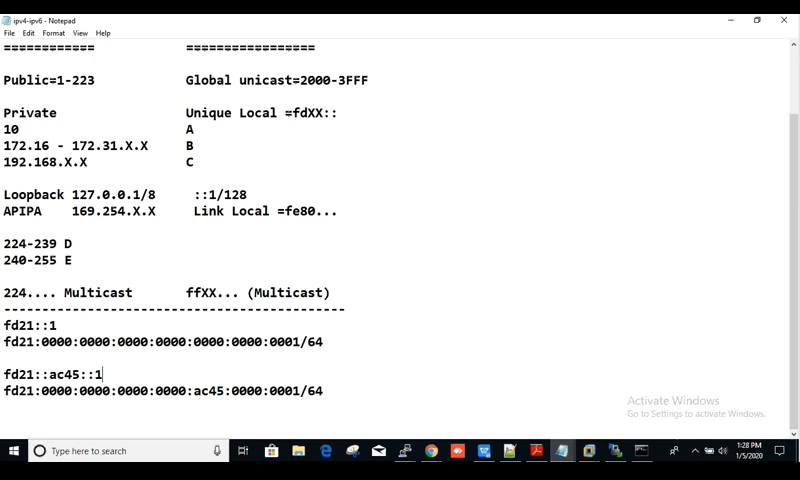 ipv4-ipv6 - Notepad
File Edit Format View Help
============ =================
Public=1-223 Global unicast=2000-3FFF
Private Unique Local =fdXX::
10 A
172.16 - 172.31.X.X B
192.168.X.X C
Loopback 127.0.0.1/8 ::1/128
APIPA 169.254.X.X Link Local =fe80...
224-239 D
240-255 E
224.... Multicast ffXX... (Multicast)
---------------------------------------------
fd21::1
fd21:0000:0000:0000:0000:0000:0000:0001/64
fd21::ac45::1
fd21:0000:0000:0000:0000:ac45:0000:0001/64
Activate Windows
Go to Settings to activate Windows.
Type here to search
1:28 PM
1/5/2020